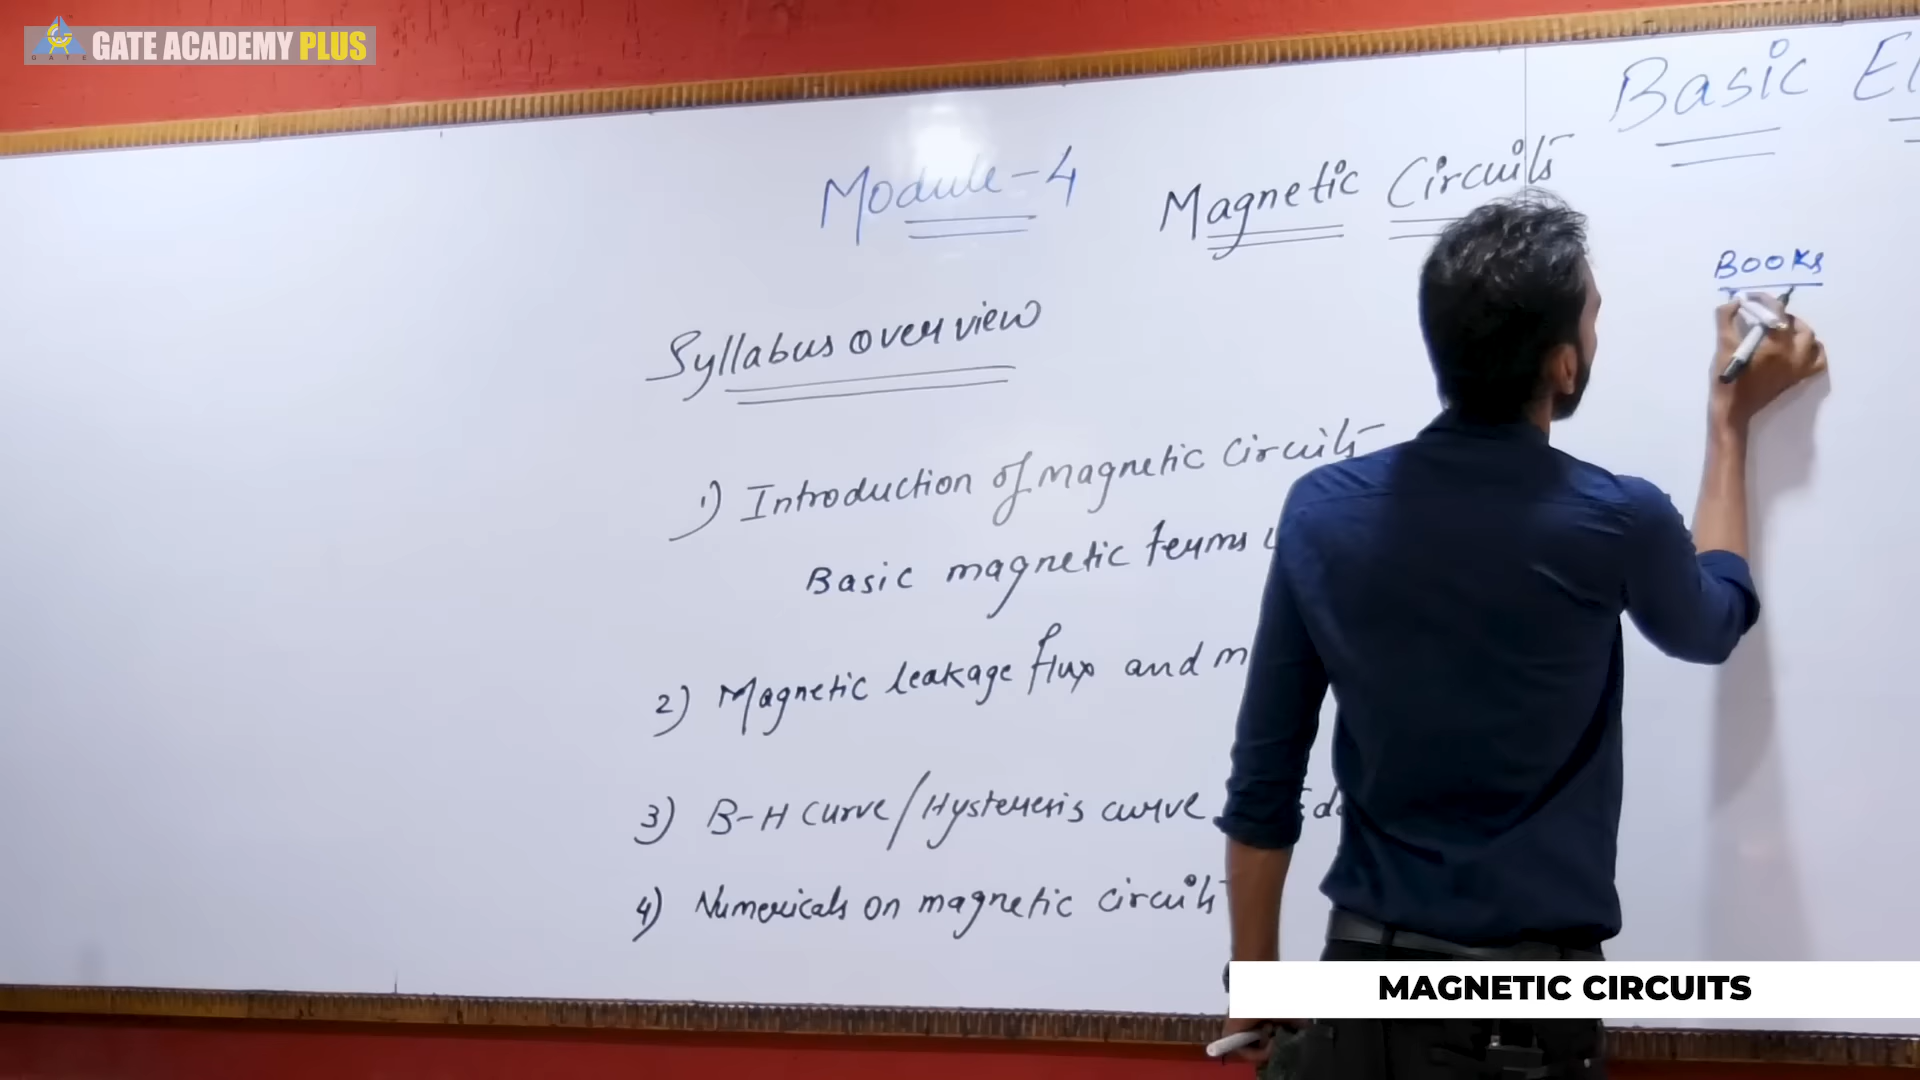 GATE ACADEMY PLUS
GATE
Basic El
Module-4 Magnetic Circuits
Books
Syllabus overview
1) Introduction of magnetic circuits
Basic magnetic terms
2) Magnetic leakage flux and m
3) B-H curve/Hysteresis curve
4) Numericals on magnetic circuits
MAGNETIC CIRCUITS